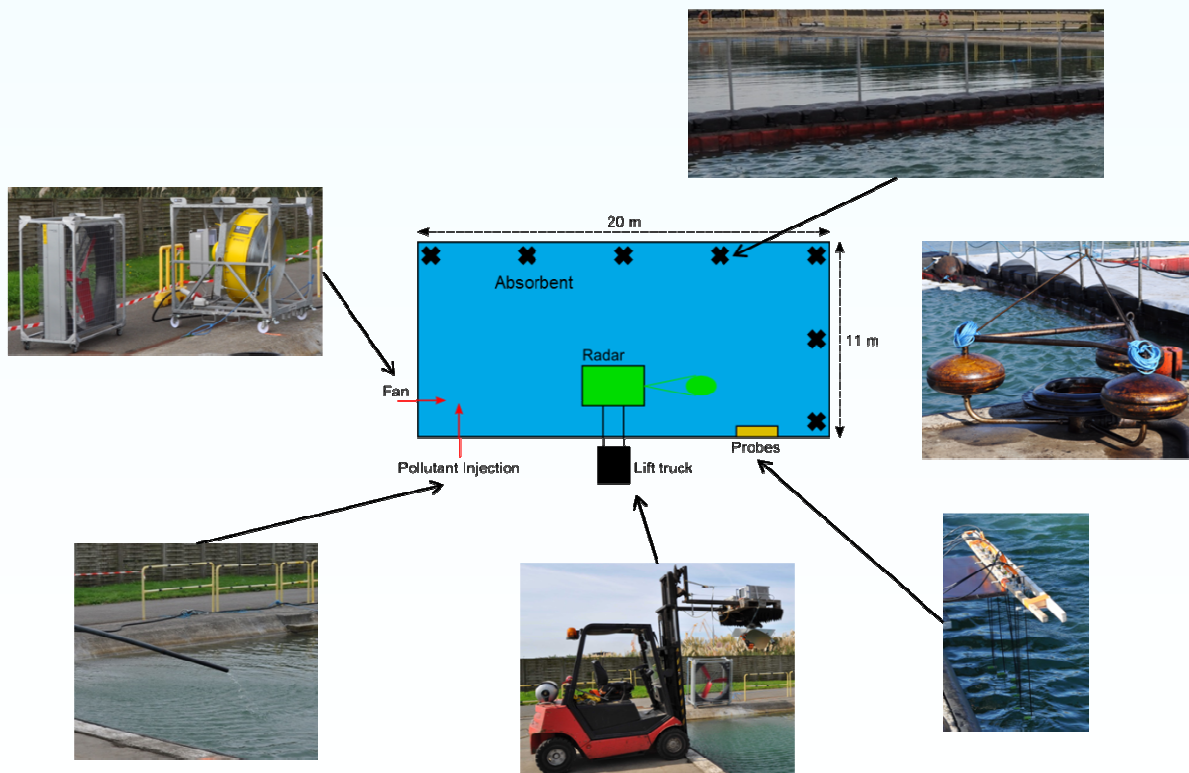 20 m
Absorbent
11 m
Radar
Fan
Probes
Pollutant Injection
Lift truck